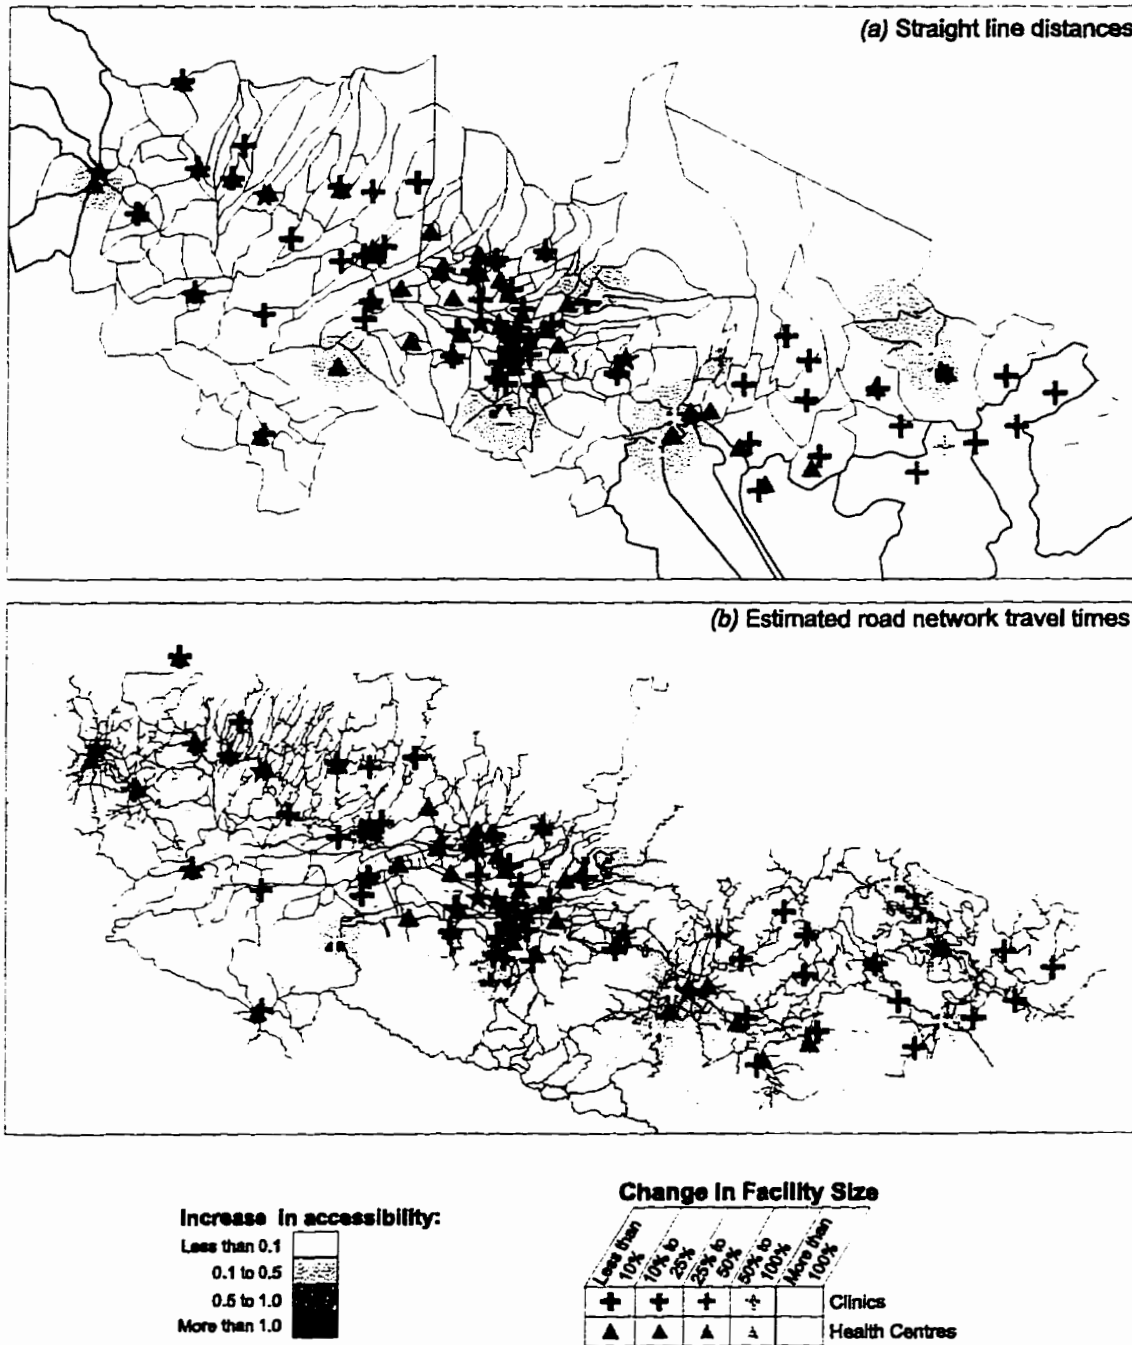 (a) Straight line distances
(b) Estimated road network travel times
Increase in accessibility:
Less than 0.1
0.1 to 0.5
0.5 to 1.0
More than 1.0
Change in Facility Size
Less than 10%
10% to 25%
25% to 50%
50% to 100%
More than 100%
Clinics
Health Centres